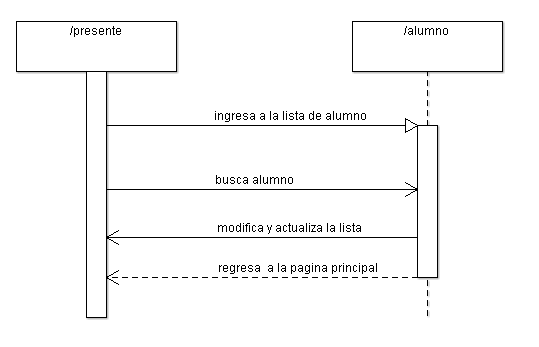 /presente
/alumno
ingresa a la lista de alumno
busca alumno
modifica y actualiza la lista
regresa a la pagina principal